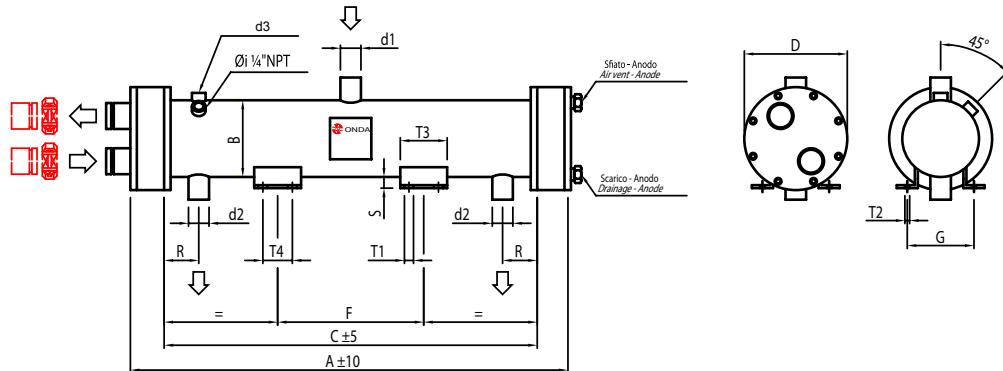 d3
d1
Øi ¼"NPT
Sfiato - Anodo
Air vent - Anode
D
45°
B
ONDA
T3
Scarico - Anodo
Drainage - Anode
S
d2
d2
R
T4
T1
R
T2
G
=
F
=
C ±5
A ±10